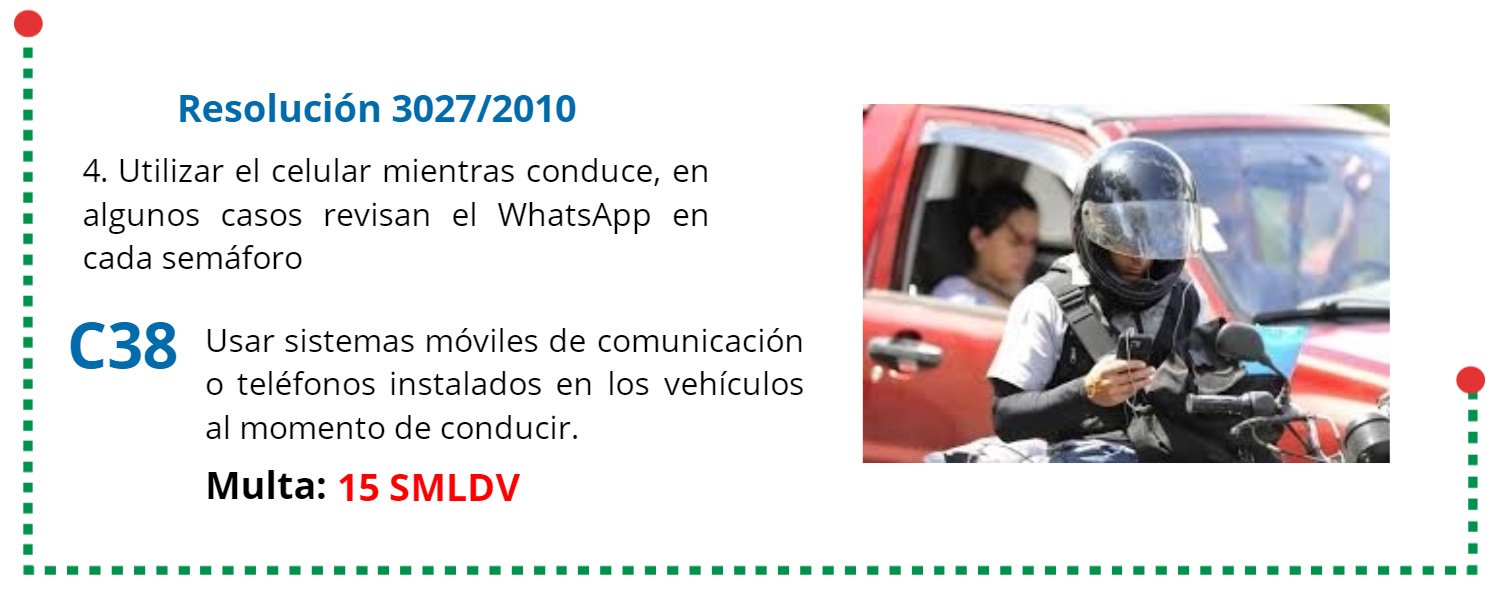 Resolución 3027/2010
4. Utilizar el celular mientras conduce, en
algunos casos revisan el WhatsApp en
cada semáforo
C38
Usar sistemas móviles de comunicación
o teléfonos instalados en los vehículos
al momento de conducir.
Multa: 15 SMLDV